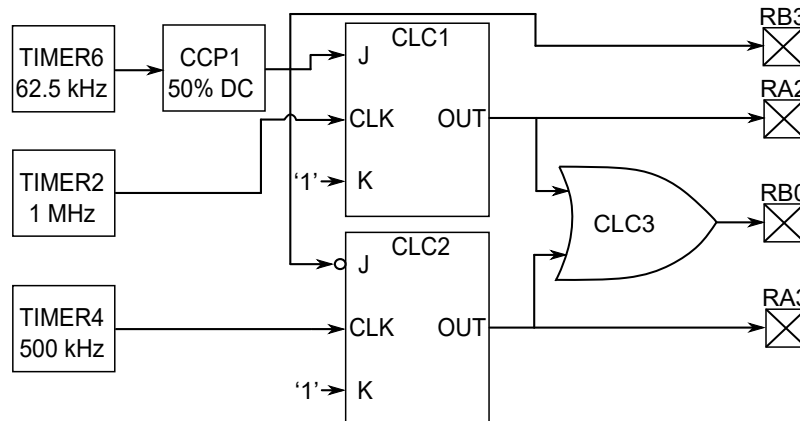 TIMER6
62.5 kHz
CCP1
50% DC
CLC1
J
CLK
OUT
‘1’
K
TIMER2
1 MHz
CLC2
J
CLK
OUT
‘1’
K
TIMER4
500 kHz
CLC3
RB3
RA2
RB0
RA3